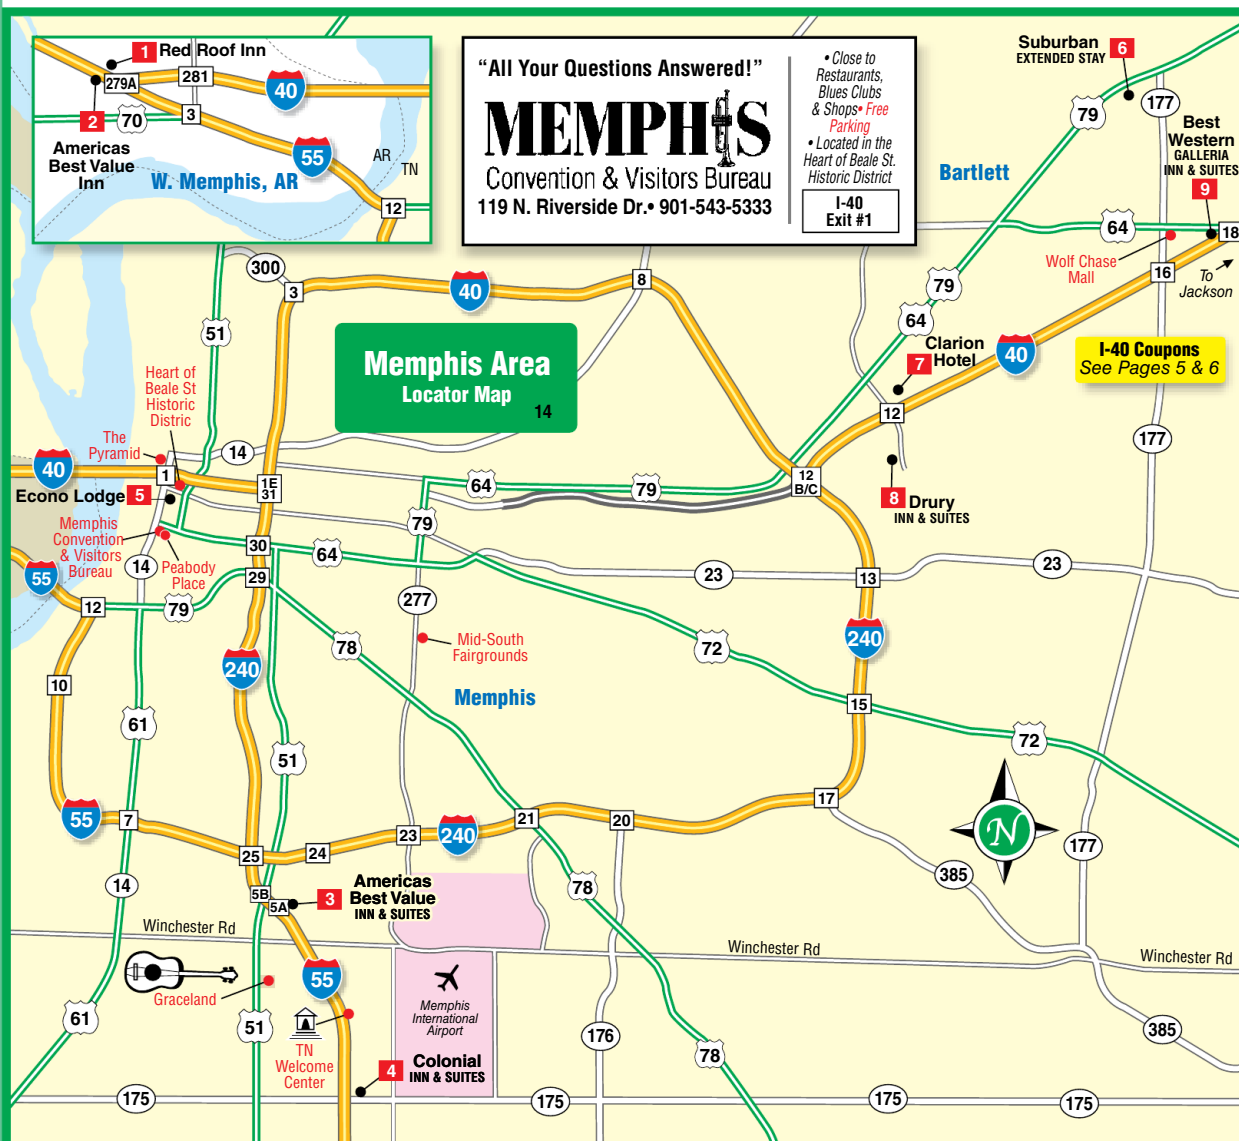 1 Red Roof Inn
279A
281
40
2
70
3
Americas
Best Value
Inn
W. Memphis, AR
55
AR
TN
12
“All Your Questions Answered!”
MEMPHIS
Convention & Visitors Bureau
119 N. Riverside Dr.• 901-543-5333
• Close to
Restaurants,
Blues Clubs
& Shops• Free
Parking
• Located in the
Heart of Beale St.
Historic District
I-40
Exit #1
Suburban 6
EXTENDED STAY
79
177
Best
Western
GALLERIA
INN & SUITES
9
Bartlett
64
18
Wolf Chase
Mall
16
To
Jackson
300
3
40
8
79
64
51
Clarion
7 Hotel
40
I-40 Coupons
See Pages 5 & 6
Memphis Area
Locator Map
14
Heart of
Beale St
Historic
Distric
12
177
The
Pyramid
14
40
1
1E
31
64
79
12
B/C
Econo Lodge 5
8 Drury
INN & SUITES
Memphis
Convention
& Visitors
Bureau
79
30
64
14
Peabody
Place
55
29
23
13
23
12
79
277
78
Mid-South
Fairgrounds
72
240
240
10
Memphis
15
61
72
51
17
55
7
23
240
21
20
25
24
N
177
14
5B
5A
3
Americas
Best Value
INN & SUITES
78
385
Winchester Rd
Winchester Rd
Winchester Rd
Graceland
55
Memphis
International
Airport
61
51
TN
Welcome
Center
176
385
78
4 Colonial
INN & SUITES
175
175
175
175